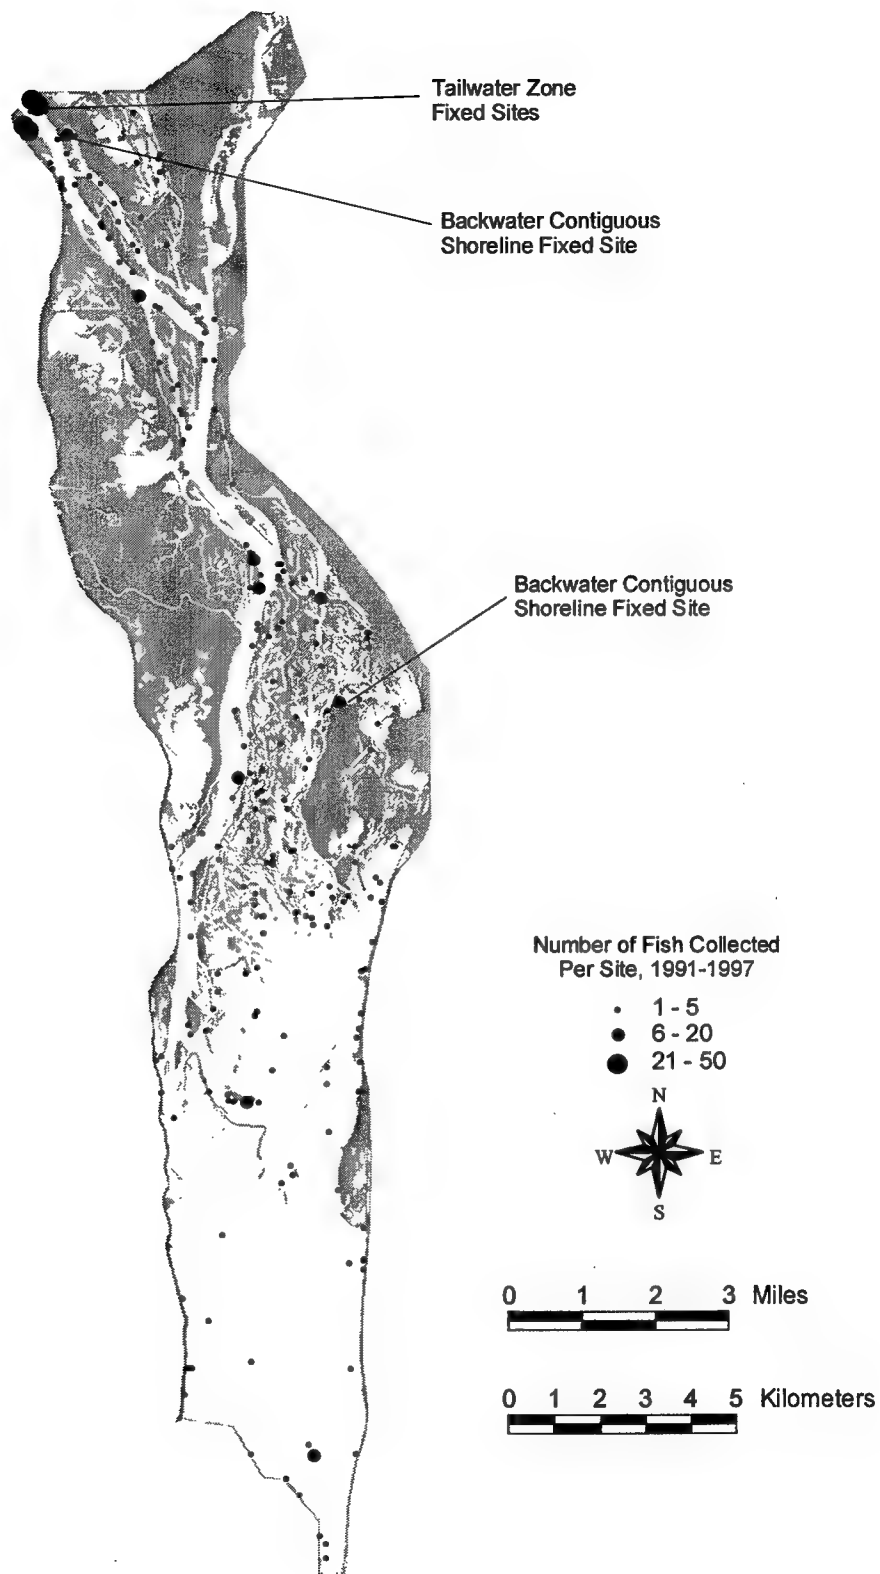 Tailwater Zone
Fixed Sites
Backwater Contiguous
Shoreline Fixed Site
Backwater Contiguous
Shoreline Fixed Site
Number of Fish Collected
Per Site, 1991-1997
1 - 5
6 - 20
21 - 50
N
W E
S
0 1 2 3 Miles
0 1 2 3 4 5 Kilometers